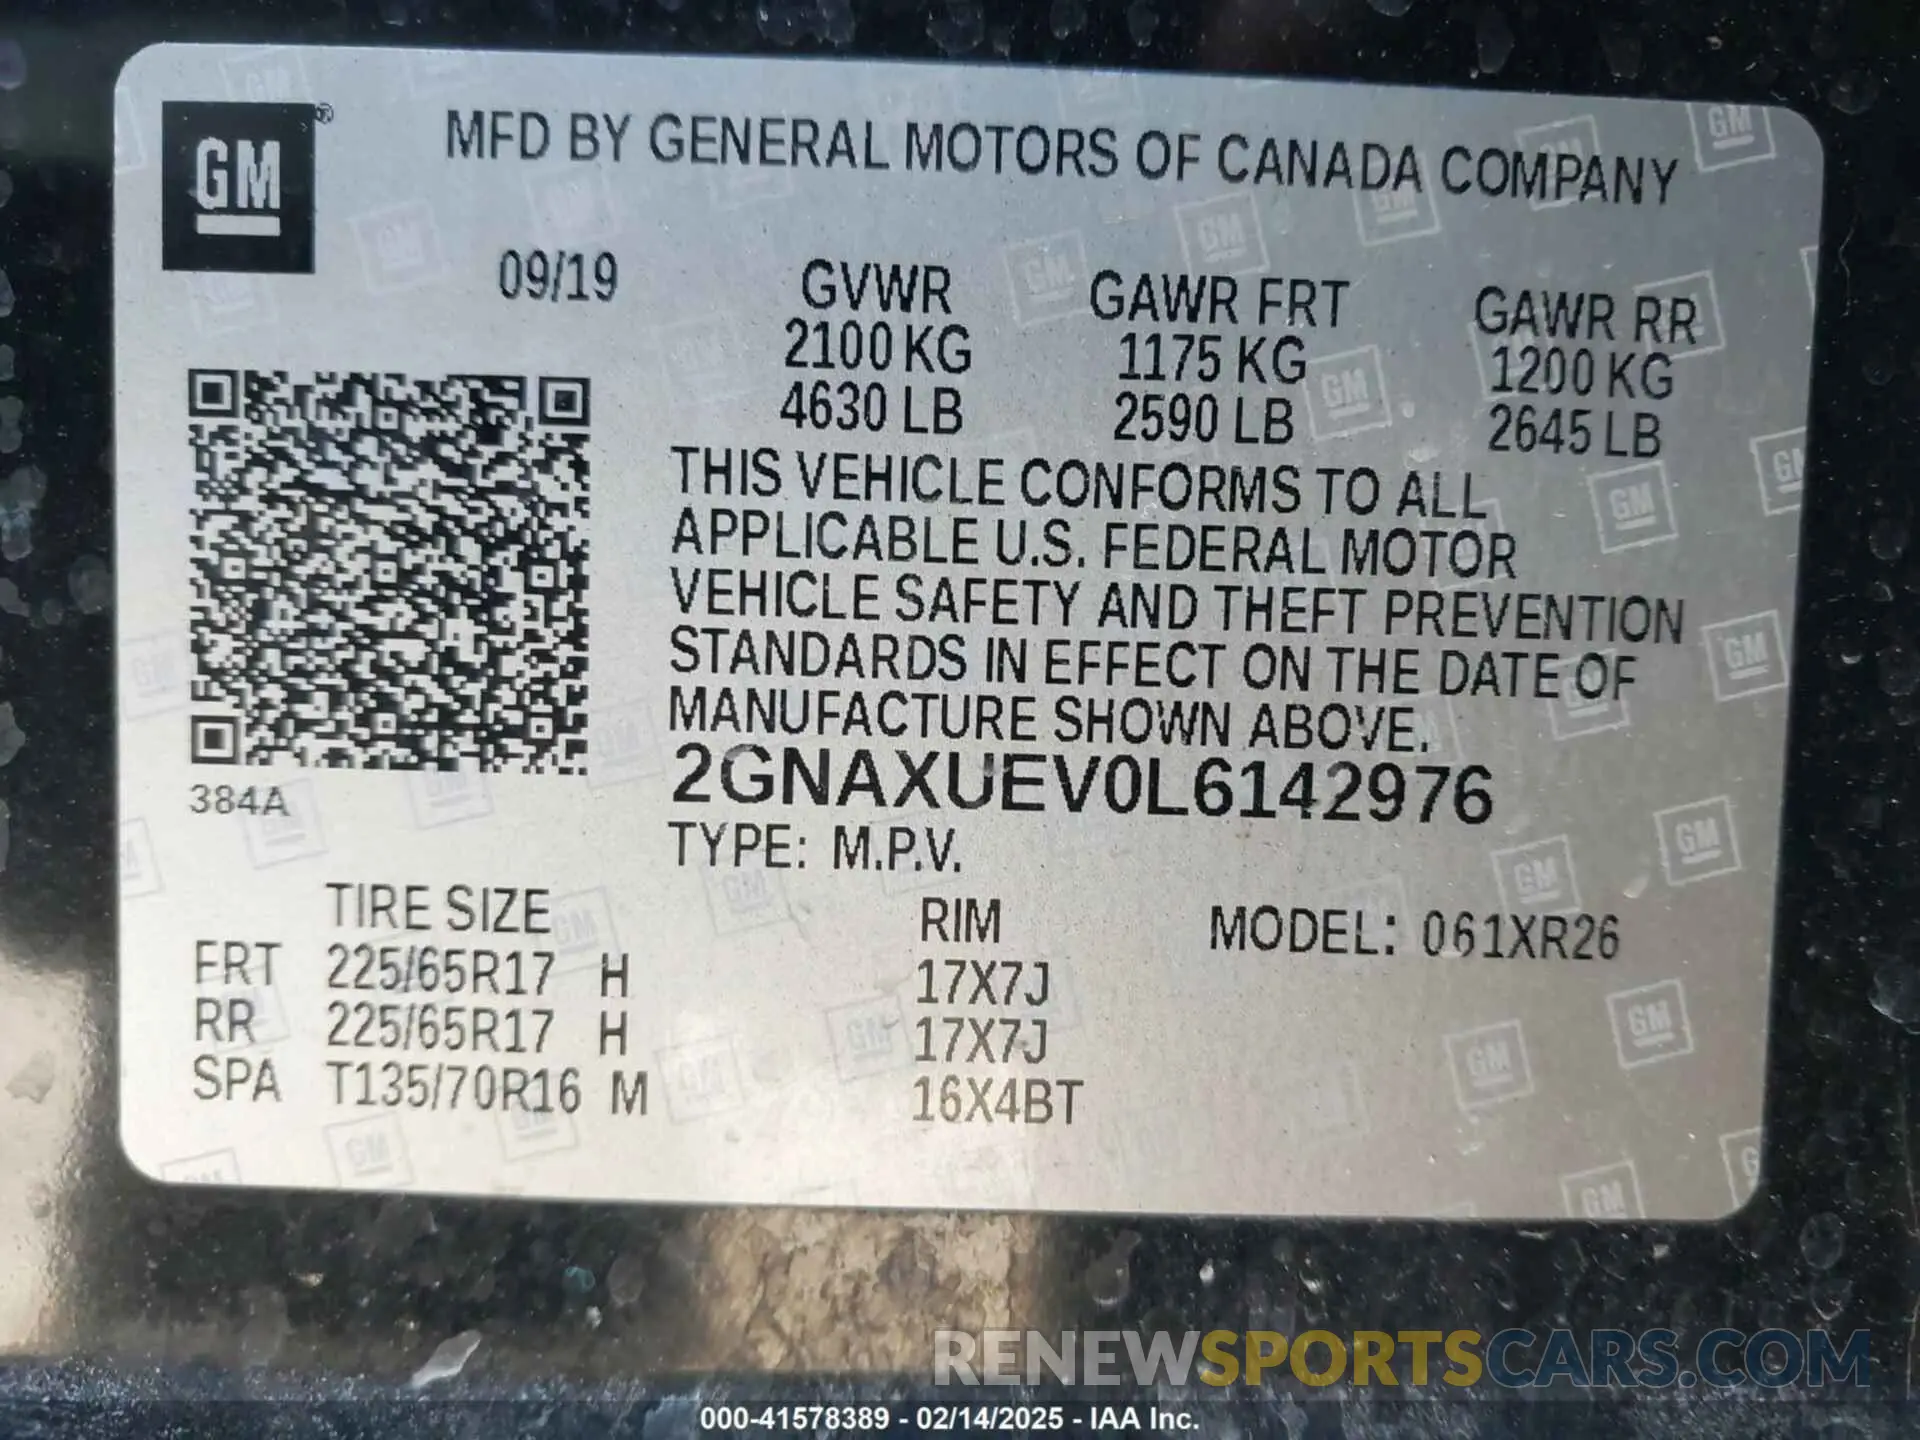 GM®
MFD BY GENERAL MOTORS OF CANADA COMPANY
09/19
GVWR
2100 KG
4630 LB
GAWR FRT
1175 KG
2590 LB
GAWR RR
1200 KG
2645 LB
THIS VEHICLE CONFORMS TO ALL
APPLICABLE U.S. FEDERAL MOTOR
VEHICLE SAFETY AND THEFT PREVENTION
STANDARDS IN EFFECT ON THE DATE OF
MANUFACTURE SHOWN ABOVE.
2GNAXUEV0L6142976
384A
TYPE: M.P.V.
TIRE SIZE RIM MODEL: 061XR26
FRT 225/65R17 H 17X7J
RR 225/65R17 H 17X7J
SPA T135/70R16 M 16X4BT
RENEWSPORTSCARS.COM
000-41578389 - 02/14/2025 - IAA Inc.